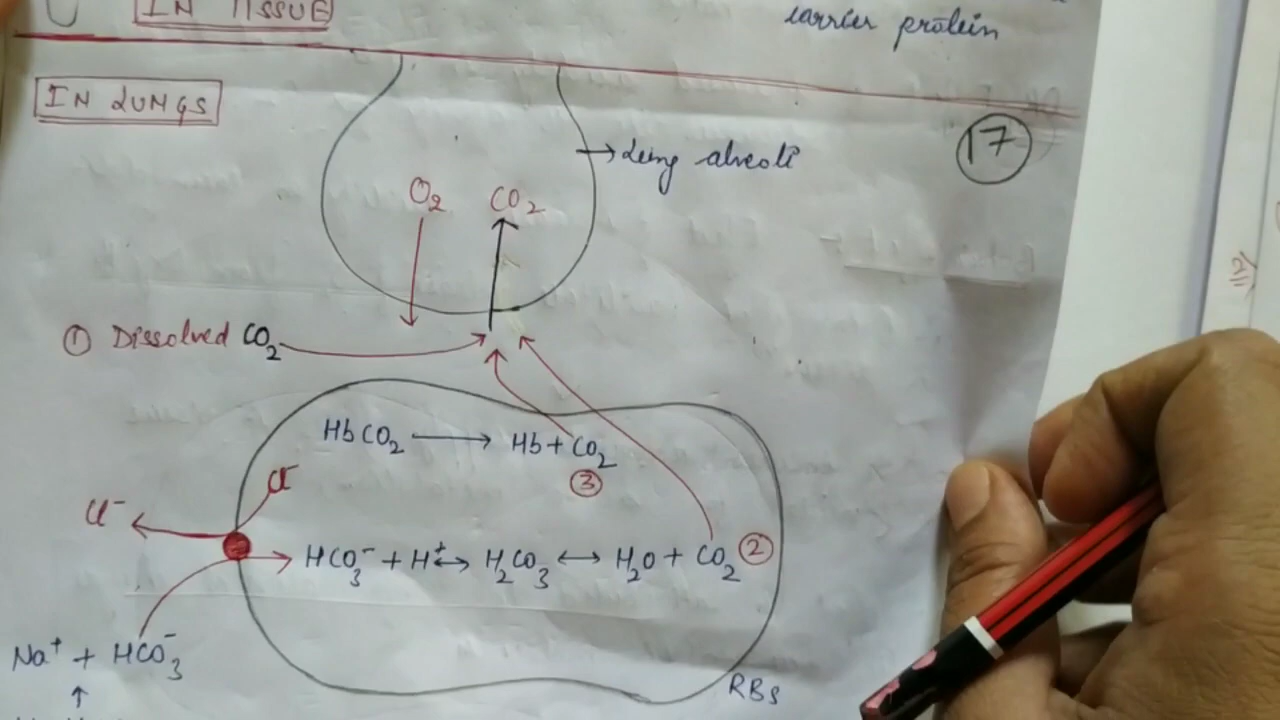 IN TISSUE
carrier protein
IN LUNGS
17
Lung alveoli
O2 CO2
① Dissolved CO2
HbCO2 → Hb + CO2
③
Cl-
Cl-
HCO3- + H+ ↔ H2CO3 ↔ H2O + CO2 ②
Na+ + HCO3-
↑
RBs